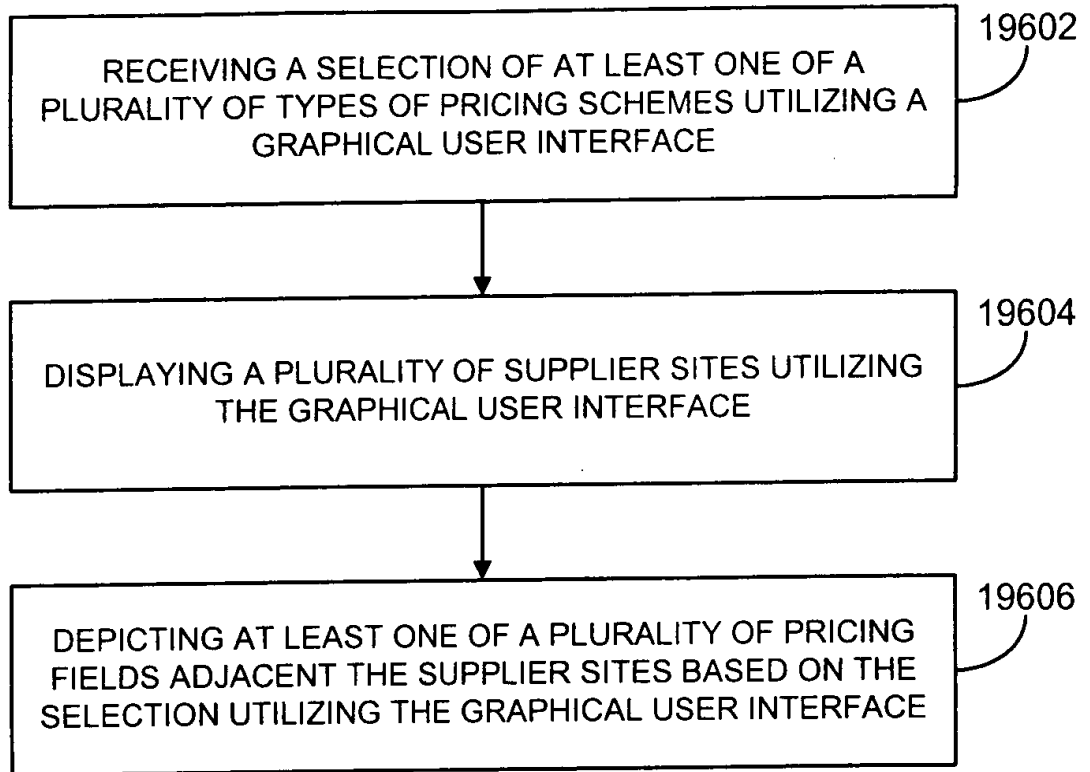 19602
RECEIVING A SELECTION OF AT LEAST ONE OF A
PLURALITY OF TYPES OF PRICING SCHEMES UTILIZING A
GRAPHICAL USER INTERFACE
19604
DISPLAYING A PLURALITY OF SUPPLIER SITES UTILIZING
THE GRAPHICAL USER INTERFACE
19606
DEPICTING AT LEAST ONE OF A PLURALITY OF PRICING
FIELDS ADJACENT THE SUPPLIER SITES BASED ON THE
SELECTION UTILIZING THE GRAPHICAL USER INTERFACE